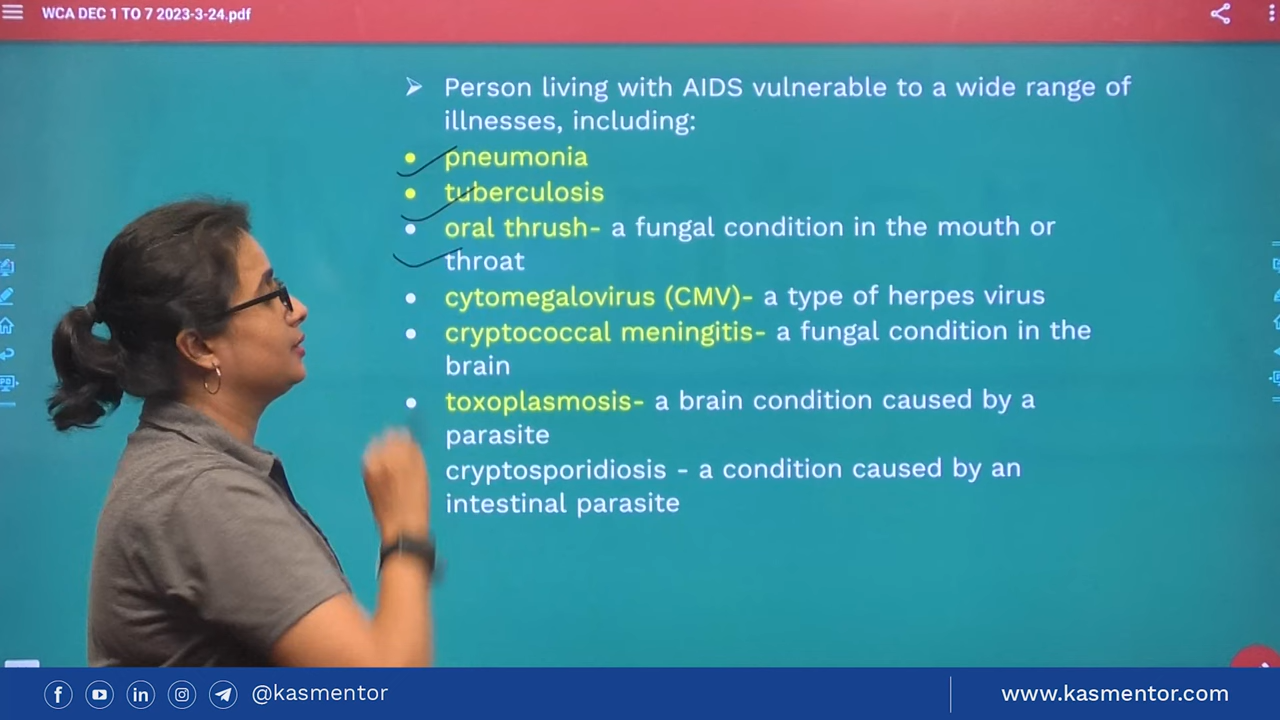 WCA DEC 1 TO 7 2023-3-24.pdf
Person living with AIDS vulnerable to a wide range of
illnesses, including:
pneumonia
tuberculosis
oral thrush- a fungal condition in the mouth or
throat
cytomegalovirus (CMV)- a type of herpes virus
cryptococcal meningitis- a fungal condition in the
brain
toxoplasmosis- a brain condition caused by a
parasite
cryptosporidiosis - a condition caused by an
intestinal parasite
@kasmentor
www.kasmentor.com